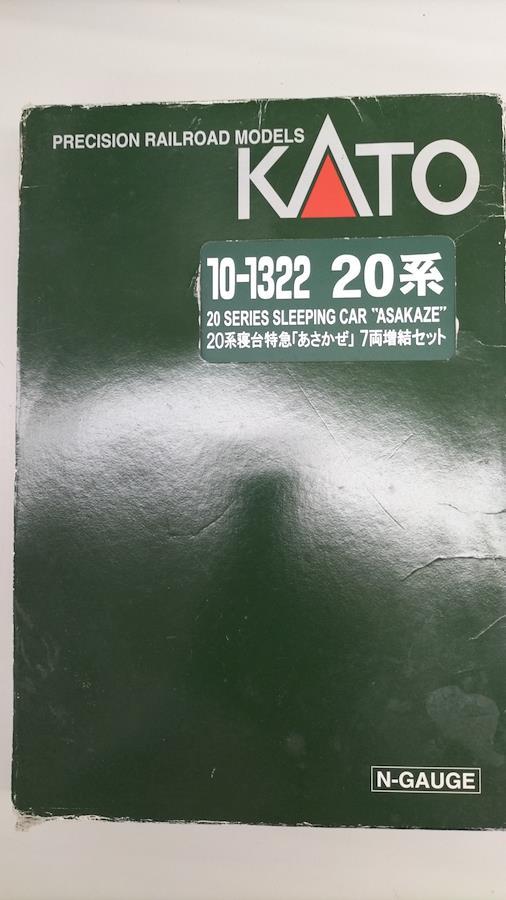 PRECISION RAILROAD MODELS
KATO
10-1322 20系
20 SERIES SLEEPING CAR "ASAKAZE"
20系寝台特急「あさかぜ」7両増結セット
N-GAUGE